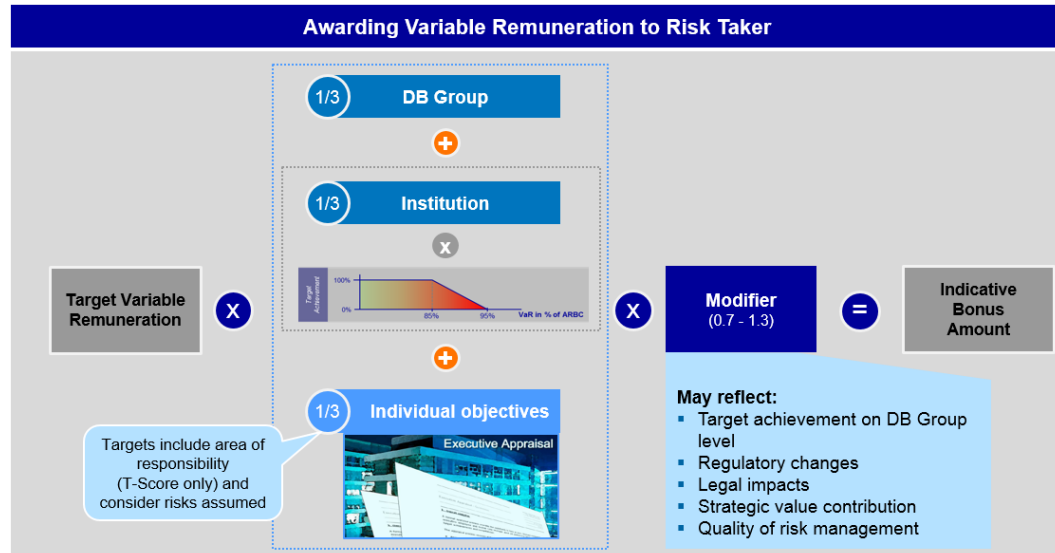 Awarding Variable Remuneration to Risk Taker
1/3
DB Group
+
1/3
Institution
x
Target
Achievement
100%
0%
85%
95%
VaR in % of ARBC
Target Variable
Remuneration
X
X
Modifier
(0.7 - 1.3)
=
Indicative
Bonus
Amount
+
1/3
Individual objectives
Executive Appraisal
Targets include area of
responsibility
(T-Score only) and
consider risks assumed
May reflect:
▪ Target achievement on DB Group
level
▪ Regulatory changes
▪ Legal impacts
▪ Strategic value contribution
▪ Quality of risk management